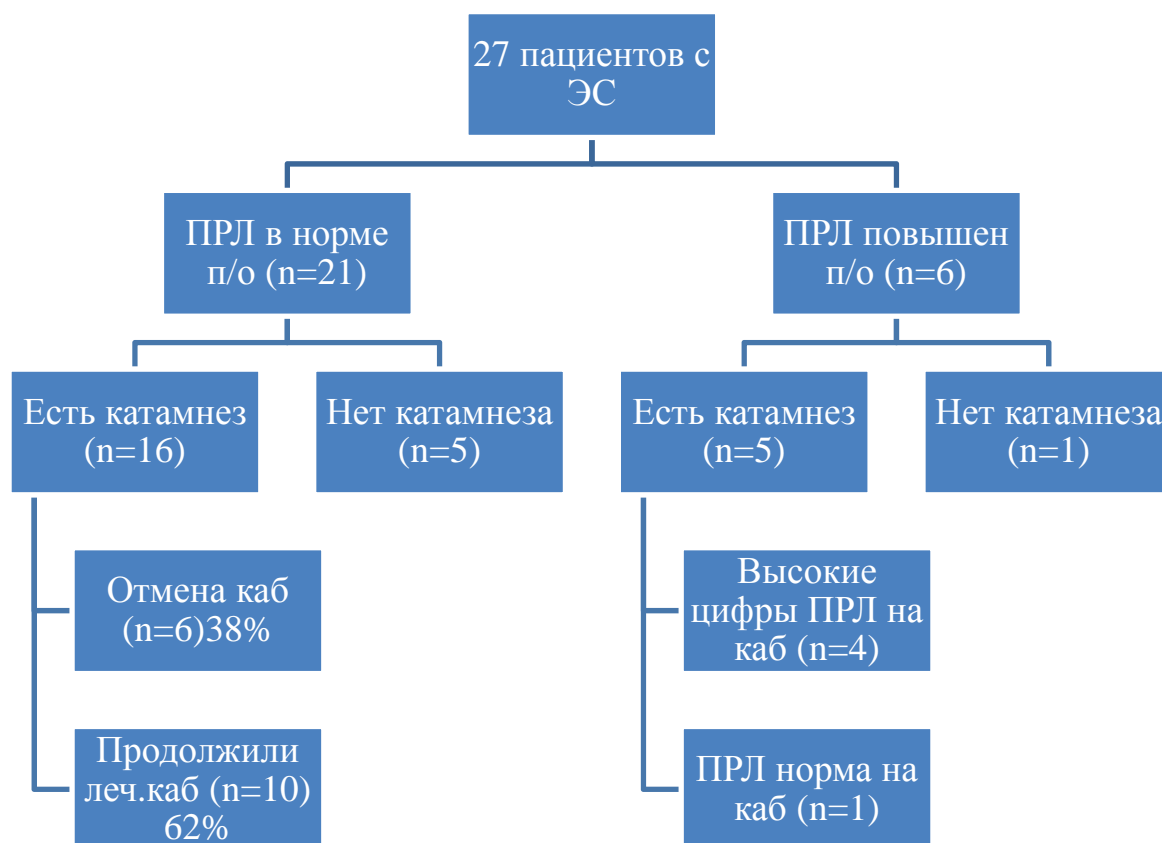 27 пациентов с
ЭС
ПРЛ в норме
п/о (n=21)
ПРЛ повышен
п/о (n=6)
Есть катамнез
(n=16)
Нет катамнеза
(n=5)
Есть катамнез
(n=5)
Нет катамнеза
(n=1)
Отмена каб
(n=6)38%
Высокие
цифры ПРЛ на
каб (n=4)
Продолжили
леч.каб (n=10)
62%
ПРЛ норма на
каб (n=1)